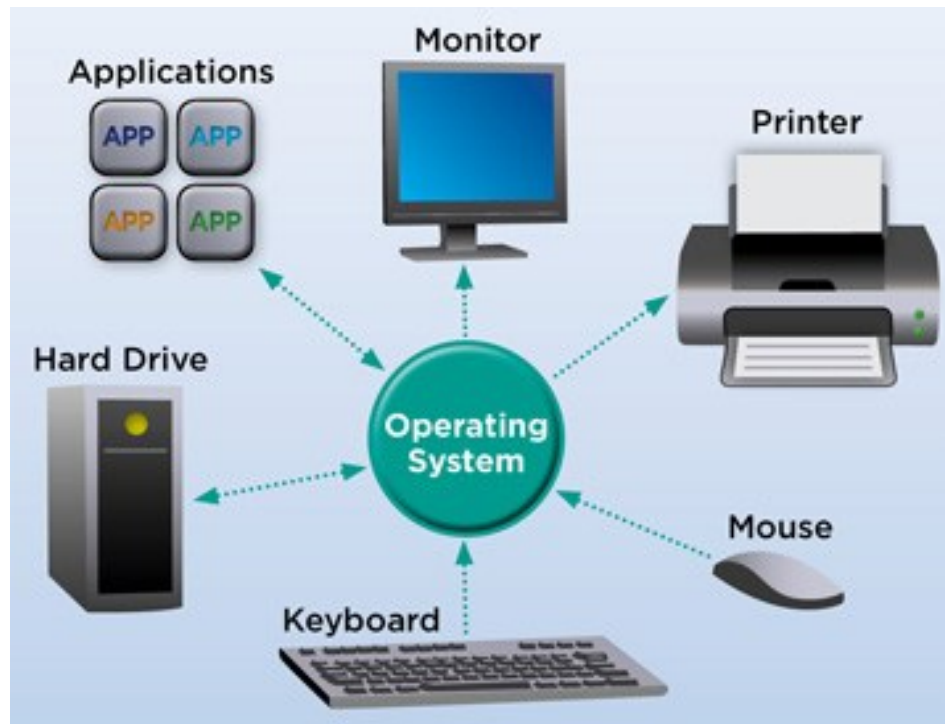 Monitor
Applications
APP APP
APP APP
Printer
Hard Drive
Operating
System
Mouse
Keyboard